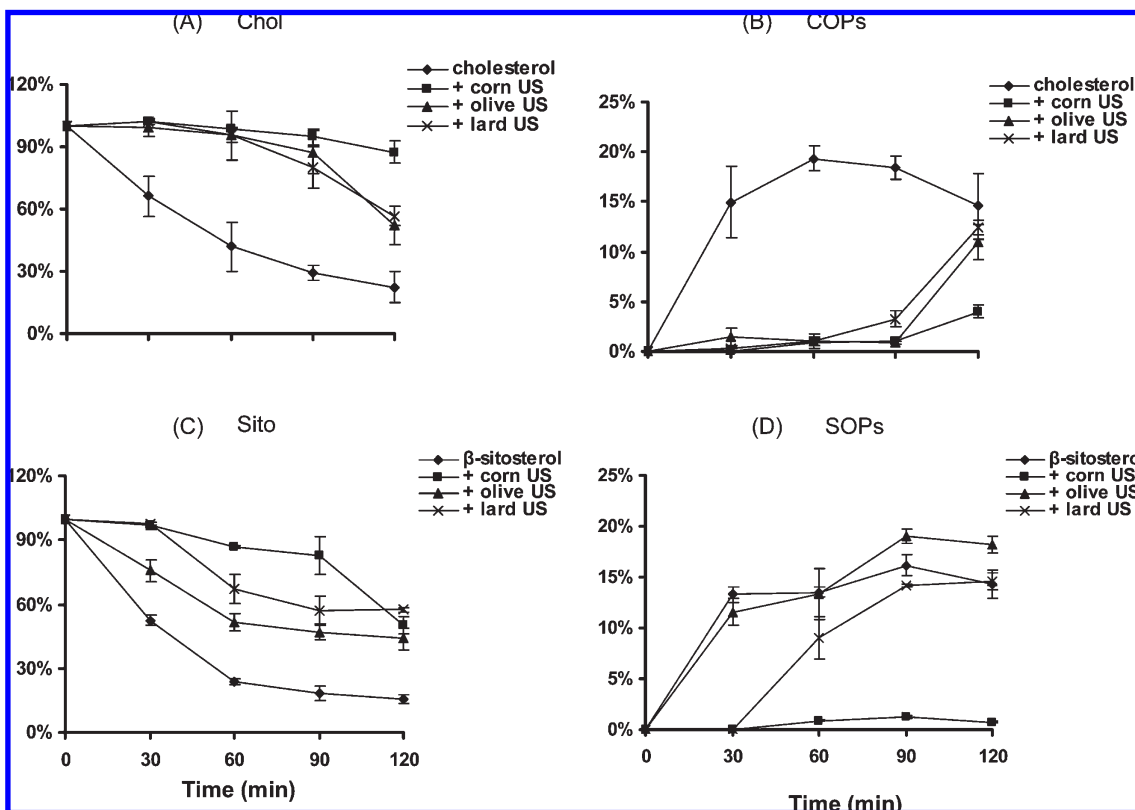 (A) Chol
cholesterol
+ corn US
+ olive US
+ lard US
120%
90%
60%
30%
0%
(B) COPs
cholesterol
+ corn US
+ olive US
+ lard US
25%
20%
15%
10%
5%
0%
(C) Sito
β-sitosterol
+ corn US
+ olive US
+ lard US
120%
90%
60%
30%
0%
0 30 60 90 120
Time (min)
(D) SOPs
β-sitosterol
+ corn US
+ olive US
+ lard US
25%
20%
15%
10%
5%
0%
0 30 60 90 120
Time (min)